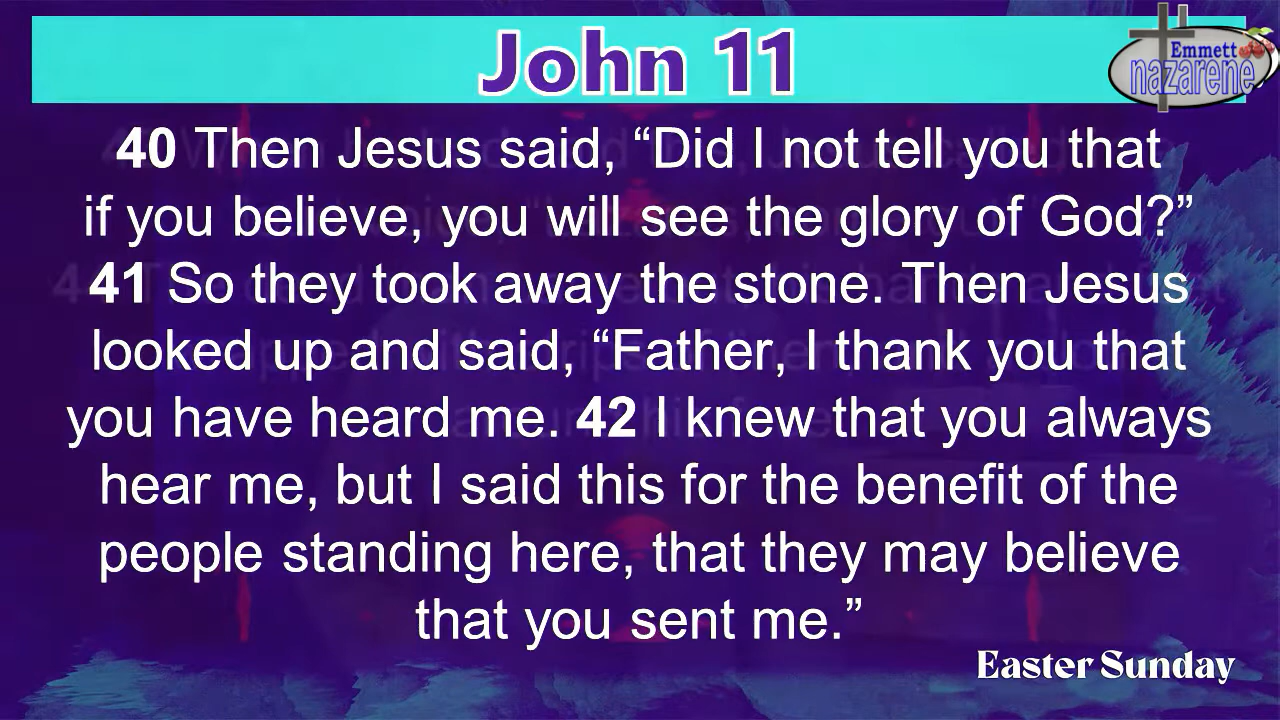 John 11
Emmett
nazarene
40 Then Jesus said, “Did I not tell you that
if you believe, you will see the glory of God?”
41 So they took away the stone. Then Jesus
looked up and said, “Father, I thank you that
you have heard me. 42 I knew that you always
hear me, but I said this for the benefit of the
people standing here, that they may believe
that you sent me.”
Easter Sunday